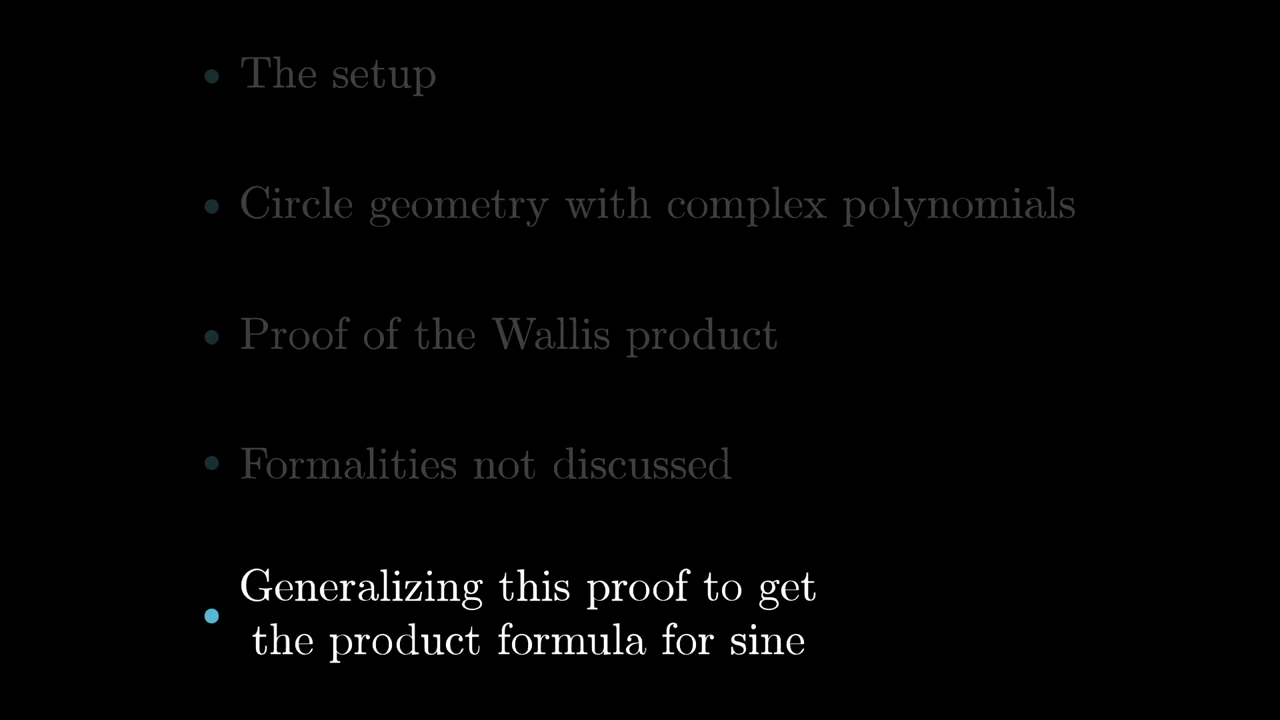 The setup
Circle geometry with complex polynomials
Proof of the Wallis product
Formalities not discussed
Generalizing this proof to get
the product formula for sine